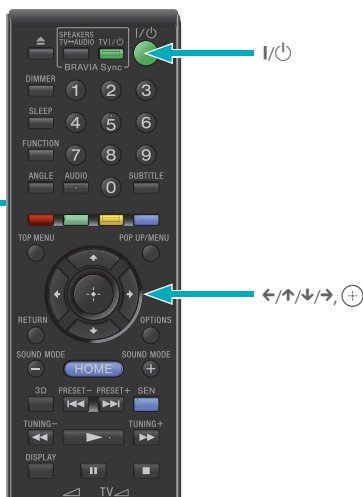 SPEAKERS
TV↔AUDIO TV I/⏻ I/⏻
BRAVIA Sync
I/⏻
DIMMER
1 2 3
SLEEP
4 5 6
FUNCTION
7 8 9
ANGLE AUDIO SUBTITLE
0
TOP MENU POP UP/MENU
←/↑/↓/→,
RETURN OPTIONS
SOUND MODE SOUND MODE
– HOME +
3D PRESET– PRESET+ SEN
TUNING– TUNING+
DISPLAY
TV